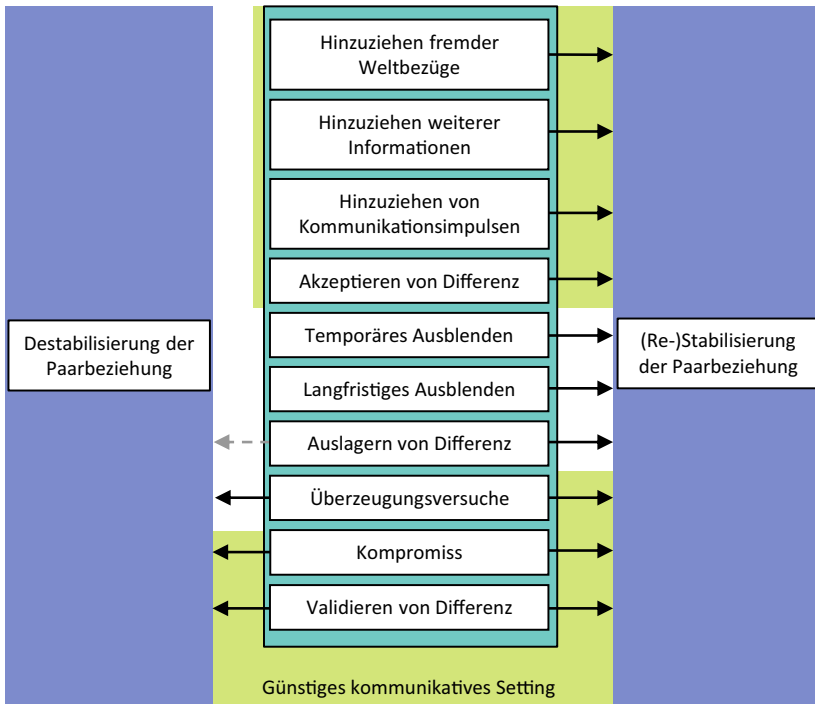 Hinzuziehen fremder
Weltbezüge
Hinzuziehen weiterer
Informationen
Hinzuziehen von
Kommunikationsimpulsen
Akzeptieren von Differenz
Temporäres Ausblenden
Langfristiges Ausblenden
Auslagern von Differenz
Überzeugungsversuche
Kompromiss
Validieren von Differenz
Destabilisierung der
Paarbeziehung
(Re-)Stabilisierung
der Paarbeziehung
Günstiges kommunikatives Setting